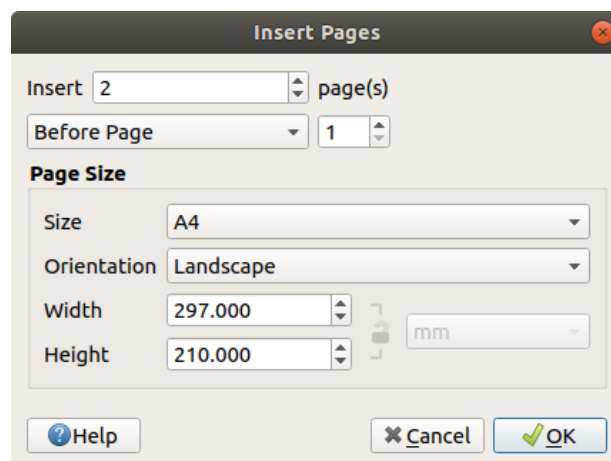 Insert Pages
Insert 2 page(s)
Before Page 1
Page Size
Size A4
Orientation Landscape
Width 297.000
mm
Height 210.000
Help Cancel OK